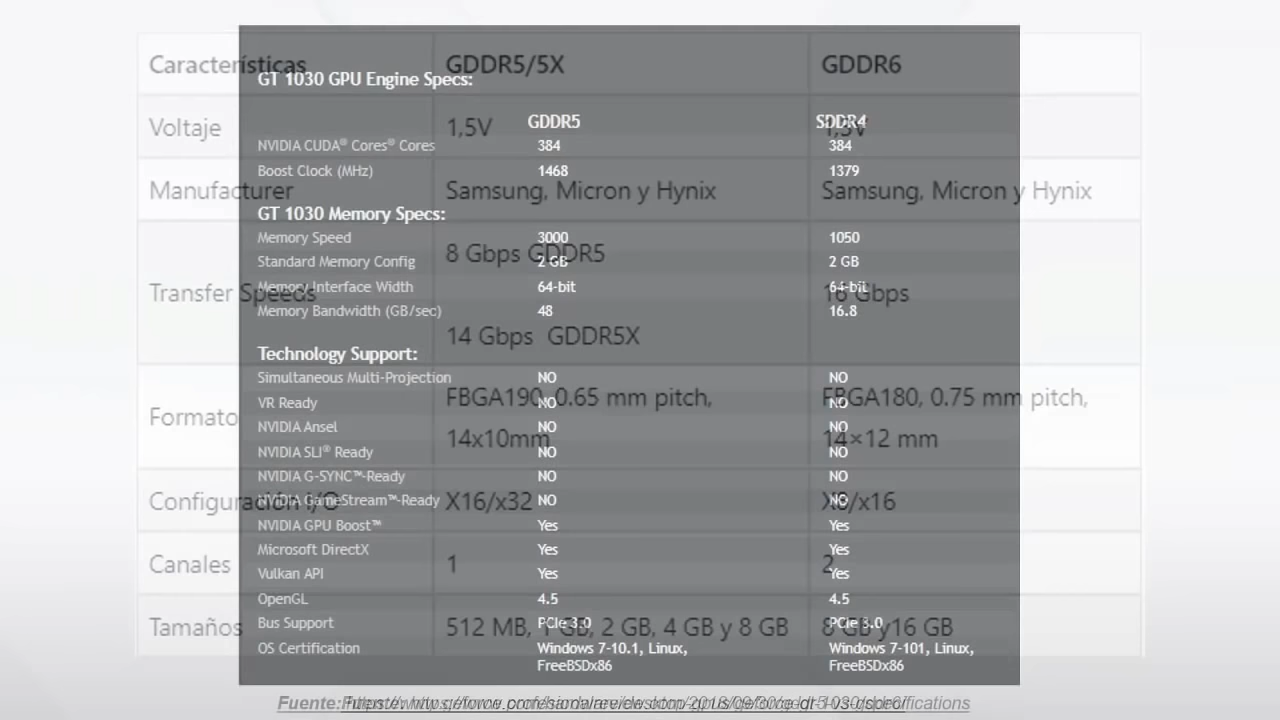 Características GDDR5/5X GDDR6
GT 1030 GPU Engine Specs:
GDDR5 SDDR4
Voltaje 1,5V 1,5V
NVIDIA CUDA® Cores® Cores 384 384
Boost Clock (MHz) 1468 1379
Manufacturer Samsung, Micron y Hynix Samsung, Micron y Hynix
GT 1030 Memory Specs:
Memory Speed 3000 1050
8 Gbps GDDR5
Standard Memory Config 2 GB 2 GB
Memory Interface Width 64-bit 64-bit
Transfer Speeds 16 Gbps
Memory Bandwidth (GB/sec) 48 16.8
14 Gbps GDDR5X
Technology Support:
Simultaneous Multi-Projection NO NO
FBGA190, 0.65 mm pitch, FBGA180, 0.75 mm pitch,
VR Ready NO NO
Formato
NVIDIA Ansel NO NO
14x10mm 14×12 mm
NVIDIA SLI® Ready NO NO
NVIDIA G-SYNC™-Ready NO NO
NVIDIA GameStream™-Ready NO NO
Configuración I/O X16/x32 X8/x16
NVIDIA GPU Boost™ Yes Yes
Microsoft DirectX Yes Yes
Canales 1 2
Vulkan API Yes Yes
OpenGL 4.5 4.5
Bus Support PCIe 3.0 PCIe 3.0
Tamaños 512 MB, 1 GB, 2 GB, 4 GB y 8 GB 8 GB y16 GB
OS Certification Windows 7-10.1, Linux, Windows 7-101, Linux,
FreeBSDx86 FreeBSDx86
Fuente: